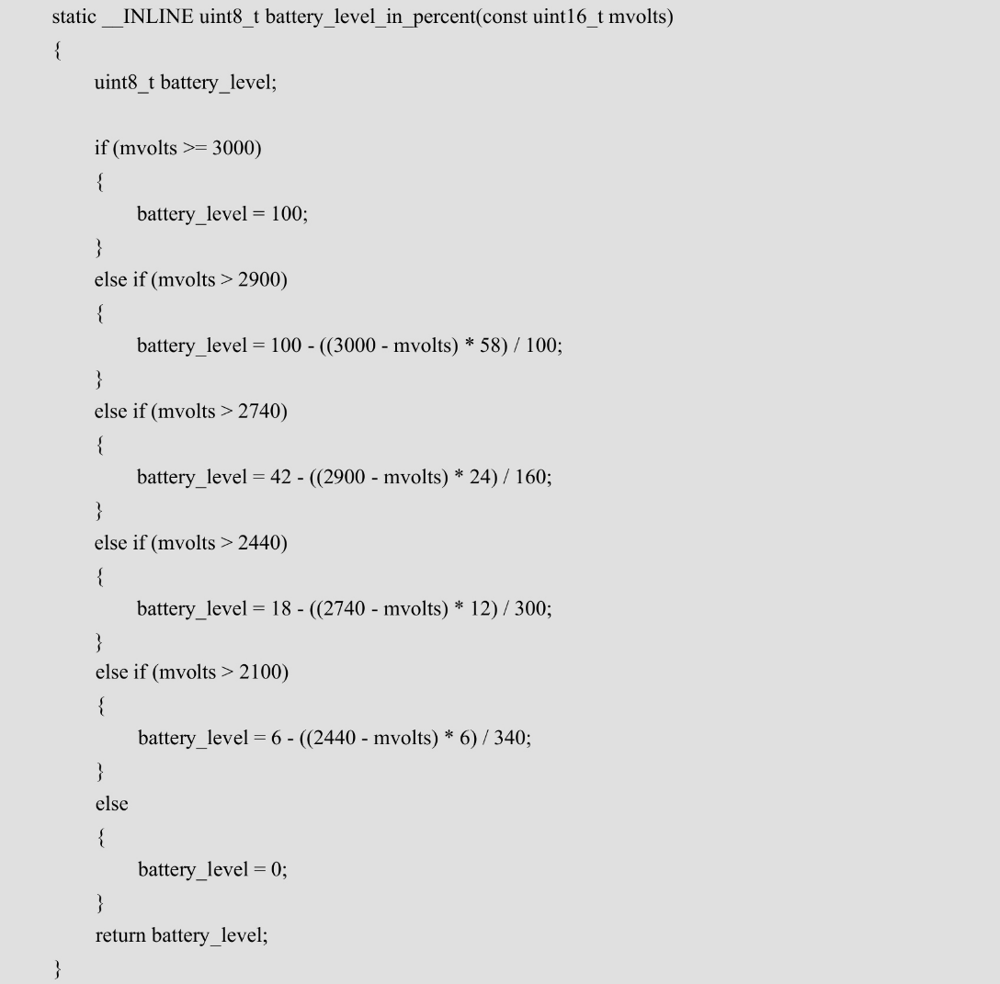 static __INLINE uint8_t battery_level_in_percent(const uint16_t mvolts)
{
uint8_t battery_level;
if (mvolts >= 3000)
{
battery_level = 100;
}
else if (mvolts > 2900)
{
battery_level = 100 - ((3000 - mvolts) * 58) / 100;
}
else if (mvolts > 2740)
{
battery_level = 42 - ((2900 - mvolts) * 24) / 160;
}
else if (mvolts > 2440)
{
battery_level = 18 - ((2740 - mvolts) * 12) / 300;
}
else if (mvolts > 2100)
{
battery_level = 6 - ((2440 - mvolts) * 6) / 340;
}
else
{
battery_level = 0;
}
return battery_level;
}